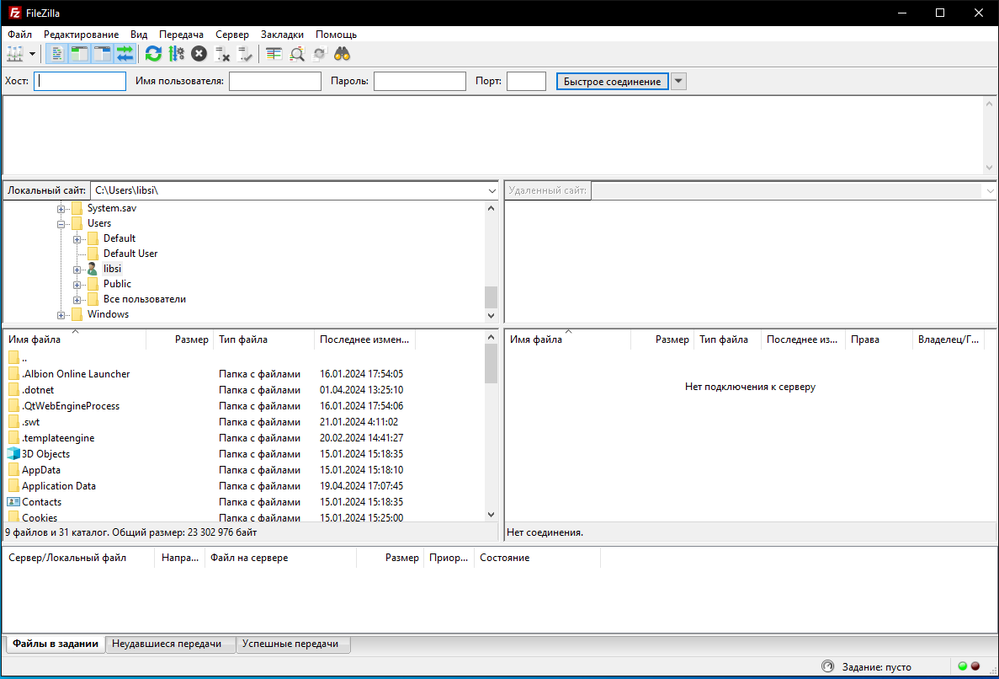 FileZilla
Файл Редактирование Вид Передача Сервер Закладки Помощь
Хост: Имя пользователя: Пароль: Порт: Быстрое соединение
Локальный сайт: C:\Users\libsi\
System.sav
Users
Default
Default User
libsi
Public
Все пользователи
Windows
Удаленный сайт:
Имя файла Размер Тип файла Последнее измен...
..
.Albion Online Launcher Папка с файлами 16.01.2024 17:54:05
.dotnet Папка с файлами 01.04.2024 13:25:10
.QtWebEngineProcess Папка с файлами 16.01.2024 17:54:06
.swt Папка с файлами 21.01.2024 4:11:02
.templateengine Папка с файлами 20.02.2024 14:41:27
3D Objects Папка с файлами 15.01.2024 15:18:35
AppData Папка с файлами 15.01.2024 15:18:10
Application Data Папка с файлами 19.04.2024 17:07:45
Contacts Папка с файлами 15.01.2024 15:18:35
Cookies Папка с файлами 15.01.2024 15:25:00
9 файлов и 31 каталог. Общий размер: 23 302 976 байт
Имя файла Размер Тип файла Последнее из... Права Владелец/Г...
Нет подключения к серверу
Нет соединения.
Сервер/Локальный файл Напра... Файл на сервере Размер Приор... Состояние
Файлы в задании Неудавшиеся передачи Успешные передачи
Задание: пусто